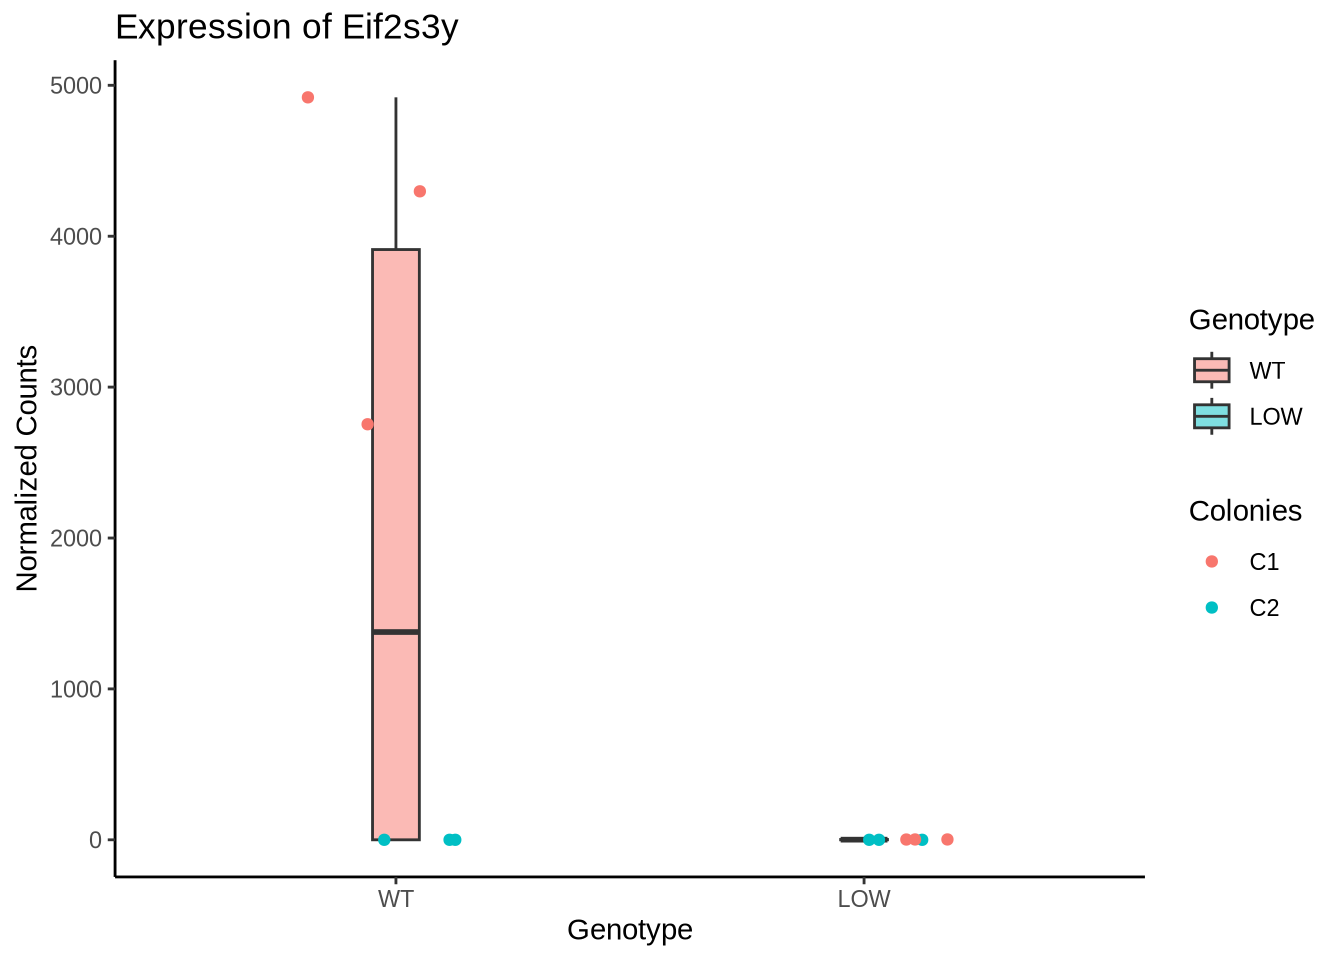 Expression of Eif2s3y
5000
4000
3000
2000
1000
0
Normalized Counts
WT
LOW
Genotype
Genotype
WT
LOW
Colonies
C1
C2